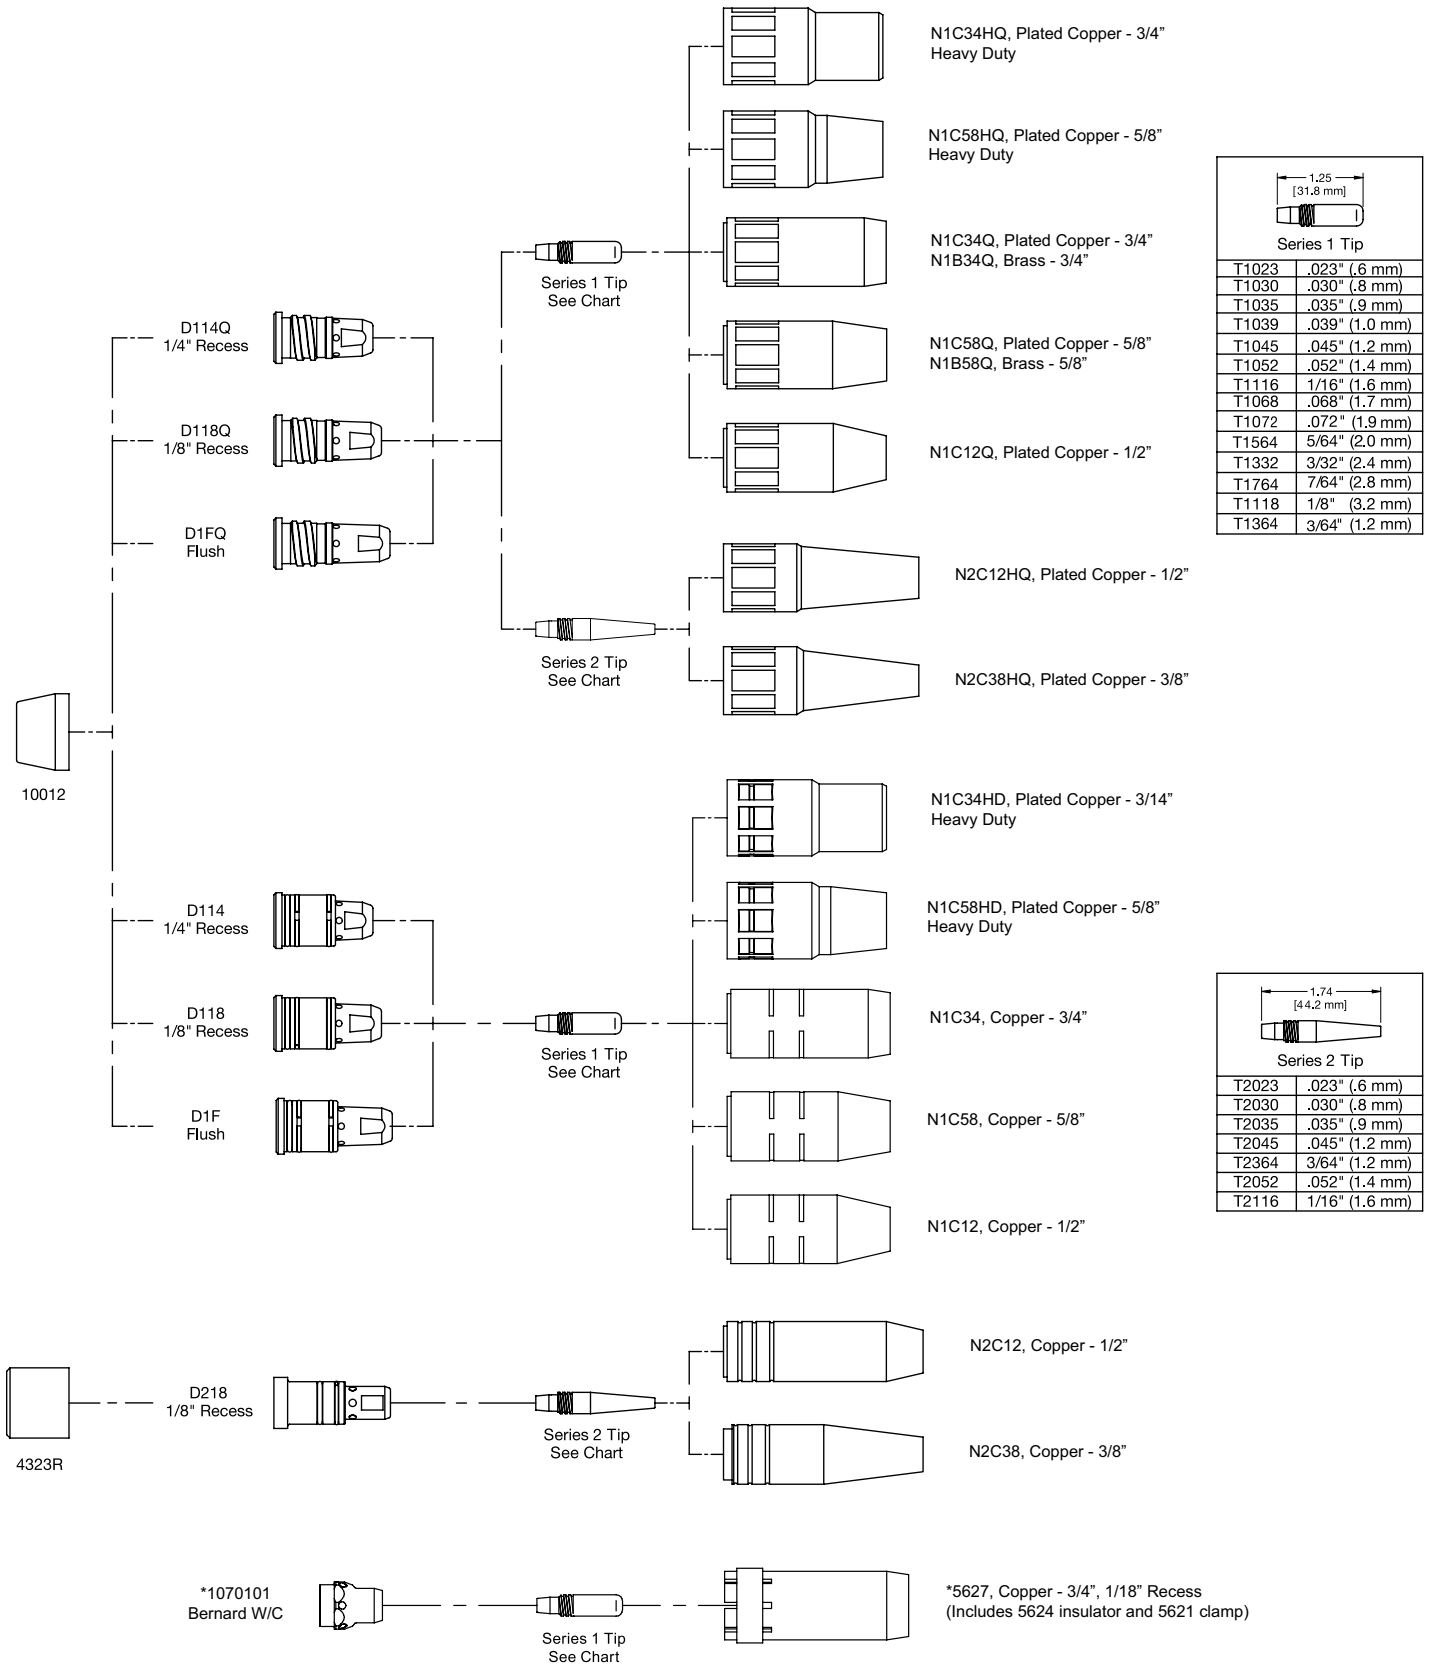 N1C34HQ, Plated Copper - 3/4”
Heavy Duty
N1C58HQ, Plated Copper - 5/8”
Heavy Duty
N1C34Q, Plated Copper - 3/4”
N1B34Q, Brass - 3/4”
Series 1 Tip
See Chart
D114Q
1/4" Recess
N1C58Q, Plated Copper - 5/8”
N1B58Q, Brass - 5/8”
D118Q
1/8" Recess
N1C12Q, Plated Copper - 1/2”
D1FQ
Flush
N2C12HQ, Plated Copper - 1/2”
Series 2 Tip
See Chart
N2C38HQ, Plated Copper - 3/8”
10012
1.25
[31.8 mm]
Series 1 Tip
T1023 .023" (.6 mm)
T1030 .030" (.8 mm)
T1035 .035" (.9 mm)
T1039 .039" (1.0 mm)
T1045 .045" (1.2 mm)
T1052 .052" (1.4 mm)
T1116 1/16" (1.6 mm)
T1068 .068" (1.7 mm)
T1072 .072" (1.9 mm)
T1564 5/64" (2.0 mm)
T1332 3/32" (2.4 mm)
T1764 7/64" (2.8 mm)
T1118 1/8" (3.2 mm)
T1364 3/64" (1.2 mm)
N1C34HD, Plated Copper - 3/14”
Heavy Duty
D114
1/4" Recess
N1C58HD, Plated Copper - 5/8”
Heavy Duty
D118
1/8" Recess
N1C34, Copper - 3/4”
Series 1 Tip
See Chart
D1F
Flush
N1C58, Copper - 5/8”
N1C12, Copper - 1/2”
1.74
[44.2 mm]
Series 2 Tip
T2023 .023" (.6 mm)
T2030 .030" (.8 mm)
T2035 .035" (.9 mm)
T2045 .045" (1.2 mm)
T2364 3/64" (1.2 mm)
T2052 .052" (1.4 mm)
T2116 1/16" (1.6 mm)
N2C12, Copper - 1/2”
D218
1/8" Recess
Series 2 Tip
See Chart
N2C38, Copper - 3/8”
4323R
*1070101
Bernard W/C
Series 1 Tip
See Chart
*5627, Copper - 3/4”, 1/18” Recess
(Includes 5624 insulator and 5621 clamp)